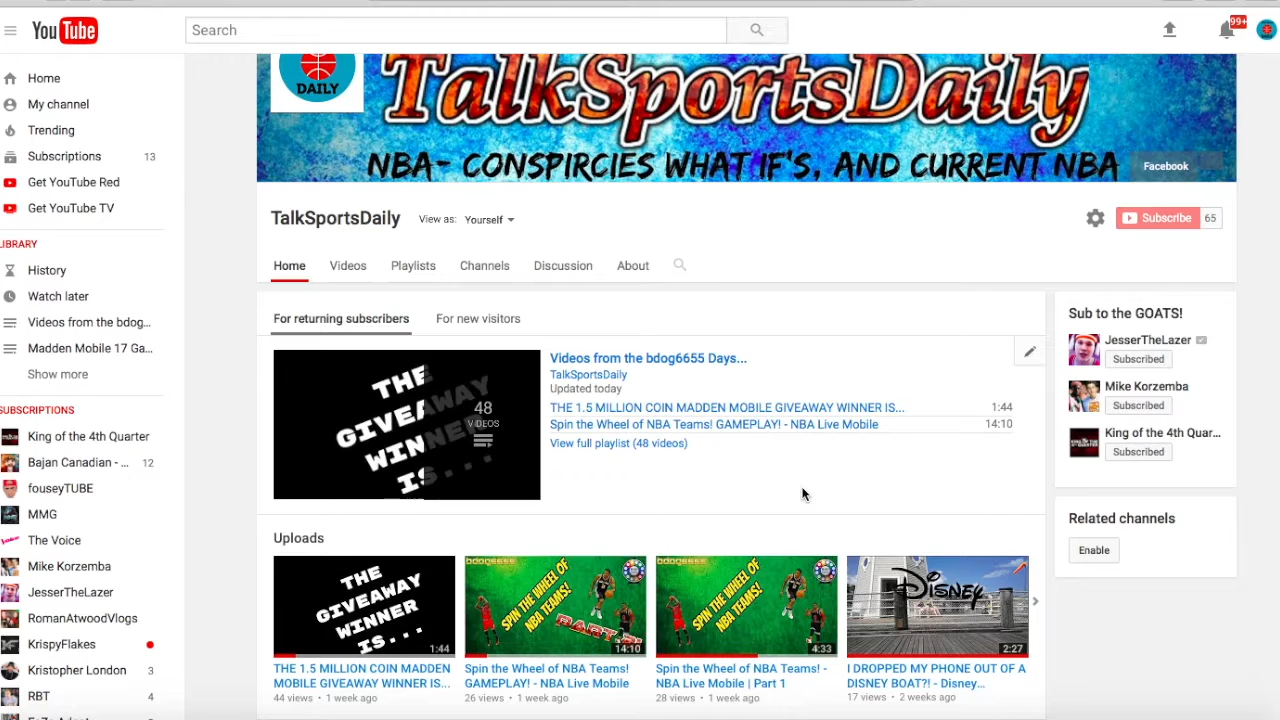 YouTube
Search
99+
Home
My channel
Trending
Subscriptions 13
Get YouTube Red
Get YouTube TV
LIBRARY
History
Watch later
Videos from the bdog...
Madden Mobile 17 Ga...
Show more
SUBSCRIPTIONS
King of the 4th Quarter
Bajan Canadian - ... 12
fouseyTUBE
MMG
The Voice
Mike Korzemba
JesserTheLazer
RomanAtwoodVlogs
KrispyFlakes
Kristopher London 3
RBT 4
DAILY
TalkSportsDaily
NBA- CONSPIRCIES WHAT IF'S, AND CURRENT NBA
Facebook
TalkSportsDaily
View as: Yourself
Subscribe 65
Home Videos Playlists Channels Discussion About
For returning subscribers For new visitors
THE
GIVEAWAY
WINNER
IS...
48
VIDEOS
Videos from the bdog6655 Days...
TalkSportsDaily
Updated today
THE 1.5 MILLION COIN MADDEN MOBILE GIVEAWAY WINNER IS... 1:44
Spin the Wheel of NBA Teams! GAMEPLAY! - NBA Live Mobile 14:10
View full playlist (48 videos)
Uploads
THE
GIVEAWAY
WINNER
IS...
1:44
THE 1.5 MILLION COIN MADDEN
MOBILE GIVEAWAY WINNER IS...
44 views • 1 week ago
bdog6655
SPIN THE WHEEL OF
NBA TEAMS!
14:10
Spin the Wheel of NBA Teams!
GAMEPLAY! - NBA Live Mobile
26 views • 1 week ago
bdog6655
SPIN THE WHEEL OF
NBA TEAMS!
4:33
Spin the Wheel of NBA Teams! -
NBA Live Mobile | Part 1
28 views • 1 week ago
DISNEY
2:27
I DROPPED MY PHONE OUT OF A
DISNEY BOAT?! - Disney...
17 views • 2 weeks ago
Sub to the GOATS!
JesserTheLazer
Subscribed
Mike Korzemba
Subscribed
King of the 4th Quar...
Subscribed
Related channels
Enable